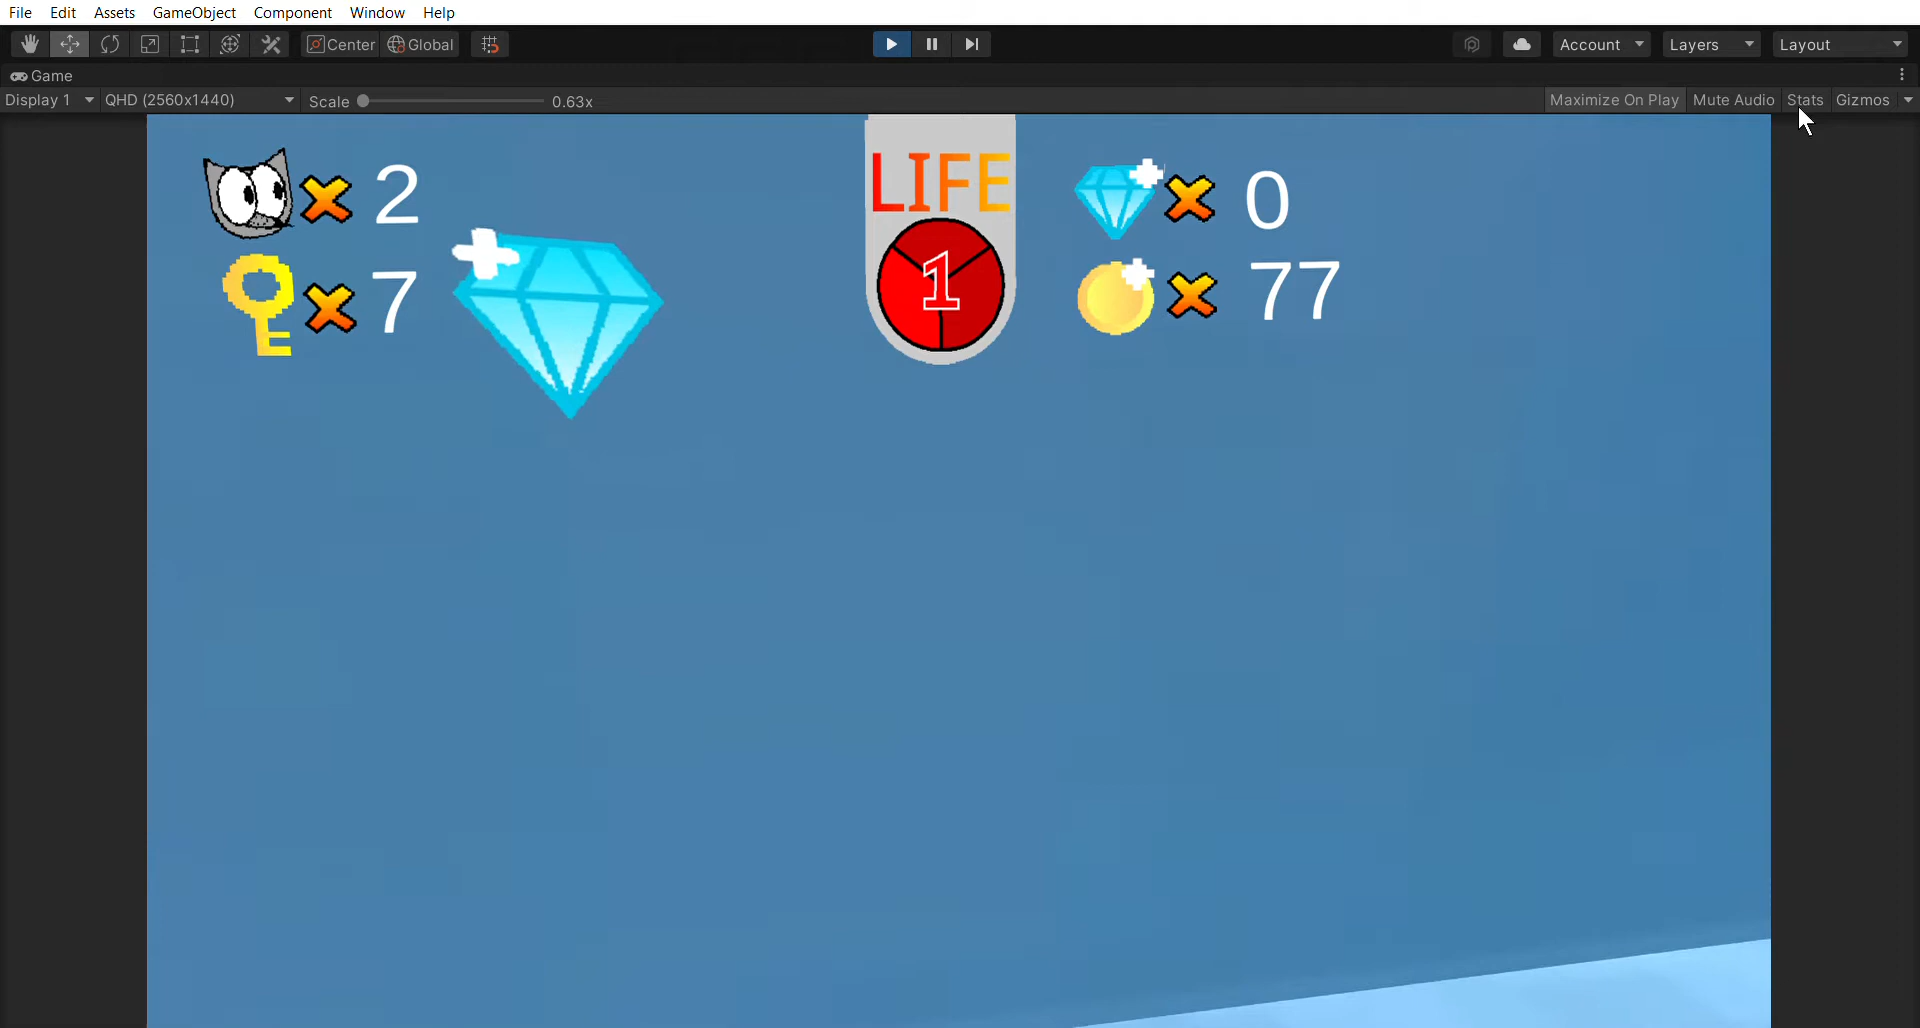 File Edit Assets GameObject Component Window Help
Center Global Account Layers Layout
Game
Display 1 QHD (2560x1440) Scale 0.63x Maximize On Play Mute Audio Stats Gizmos
2 LIFE 0
7 1 77